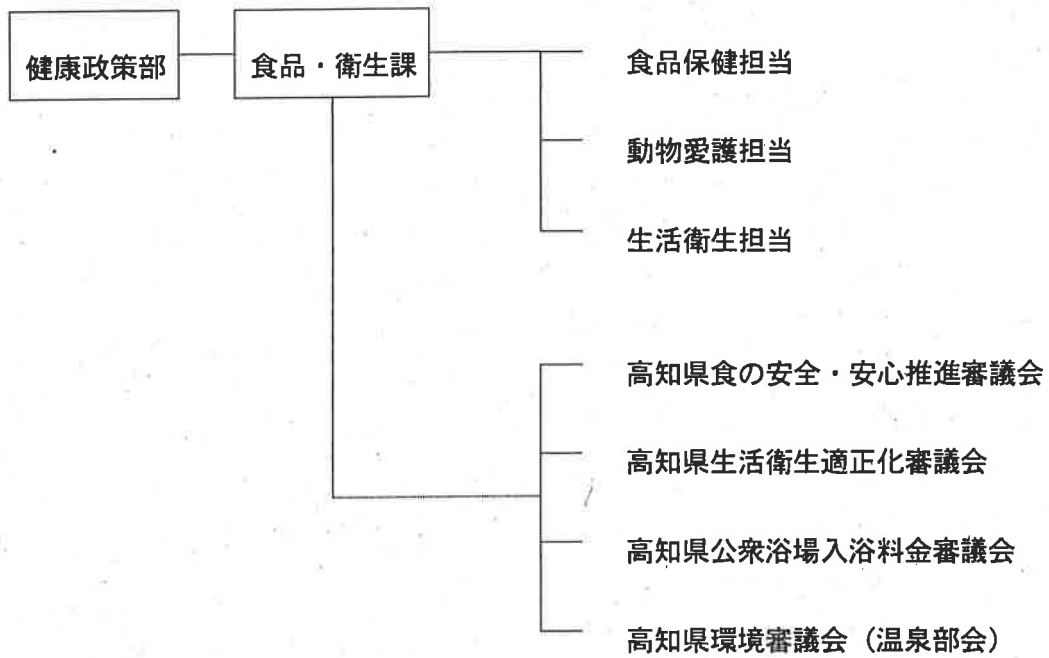 健康政策部
食品・衛生課
食品保健担当
動物愛護担当
生活衛生担当
高知県食の安全・安心推進審議会
高知県生活衛生適正化審議会
高知県公衆浴場入浴料金審議会
高知県環境審議会（温泉部会）